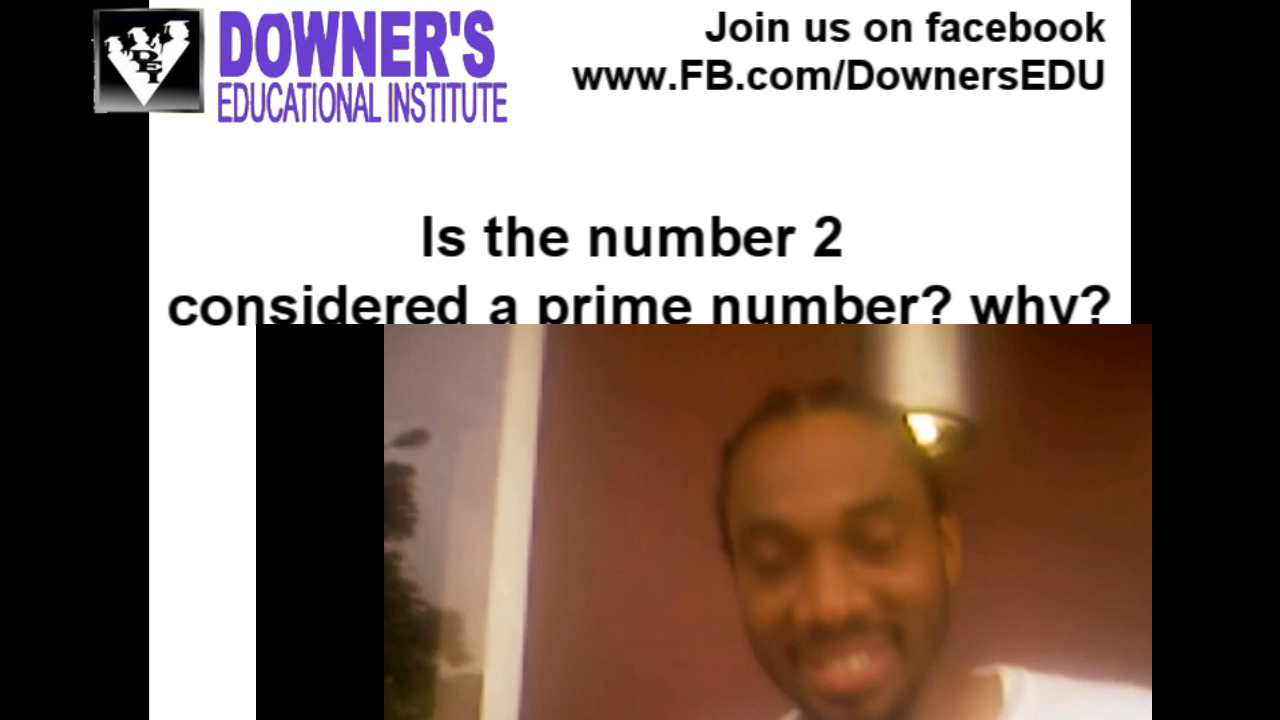 DOWNER'S
EDUCATIONAL INSTITUTE
Join us on facebook
www.FB.com/DownersEDU
Is the number 2
considered a prime number? why?